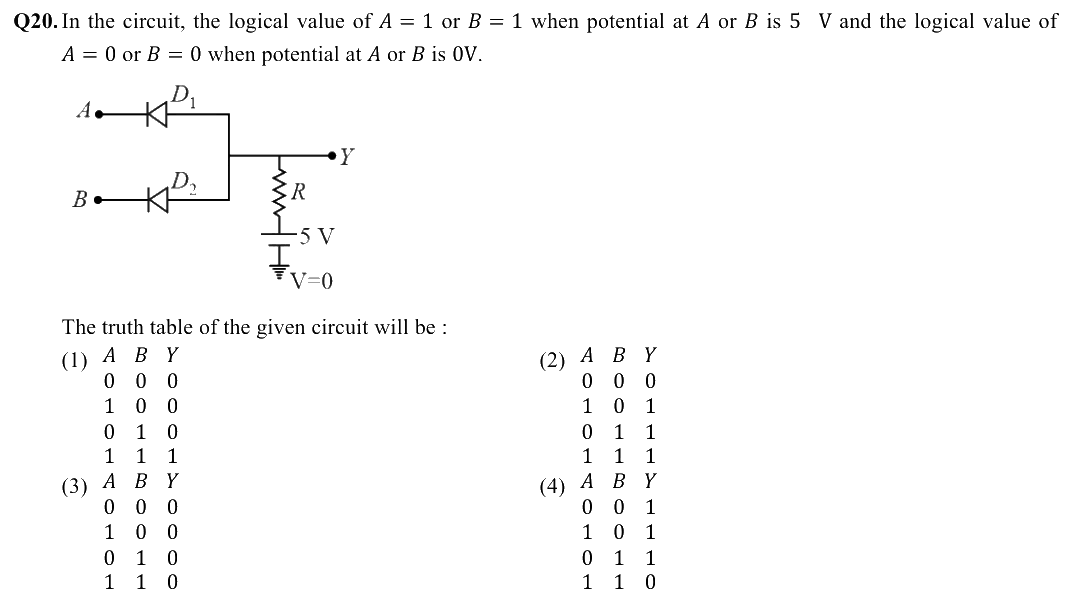 Q20. In the circuit, the logical value of A = 1 or B = 1 when potential at A or B is 5 V and the logical value of
A = 0 or B = 0 when potential at A or B is 0V.
D1
A
Y
D2
B
R
5 V
V=0
The truth table of the given circuit will be :
(1) A B Y
0 0 0
1 0 0
0 1 0
1 1 1
(2) A B Y
0 0 0
1 0 1
0 1 1
1 1 1
(3) A B Y
0 0 0
1 0 0
0 1 0
1 1 0
(4) A B Y
0 0 1
1 0 1
0 1 1
1 1 0